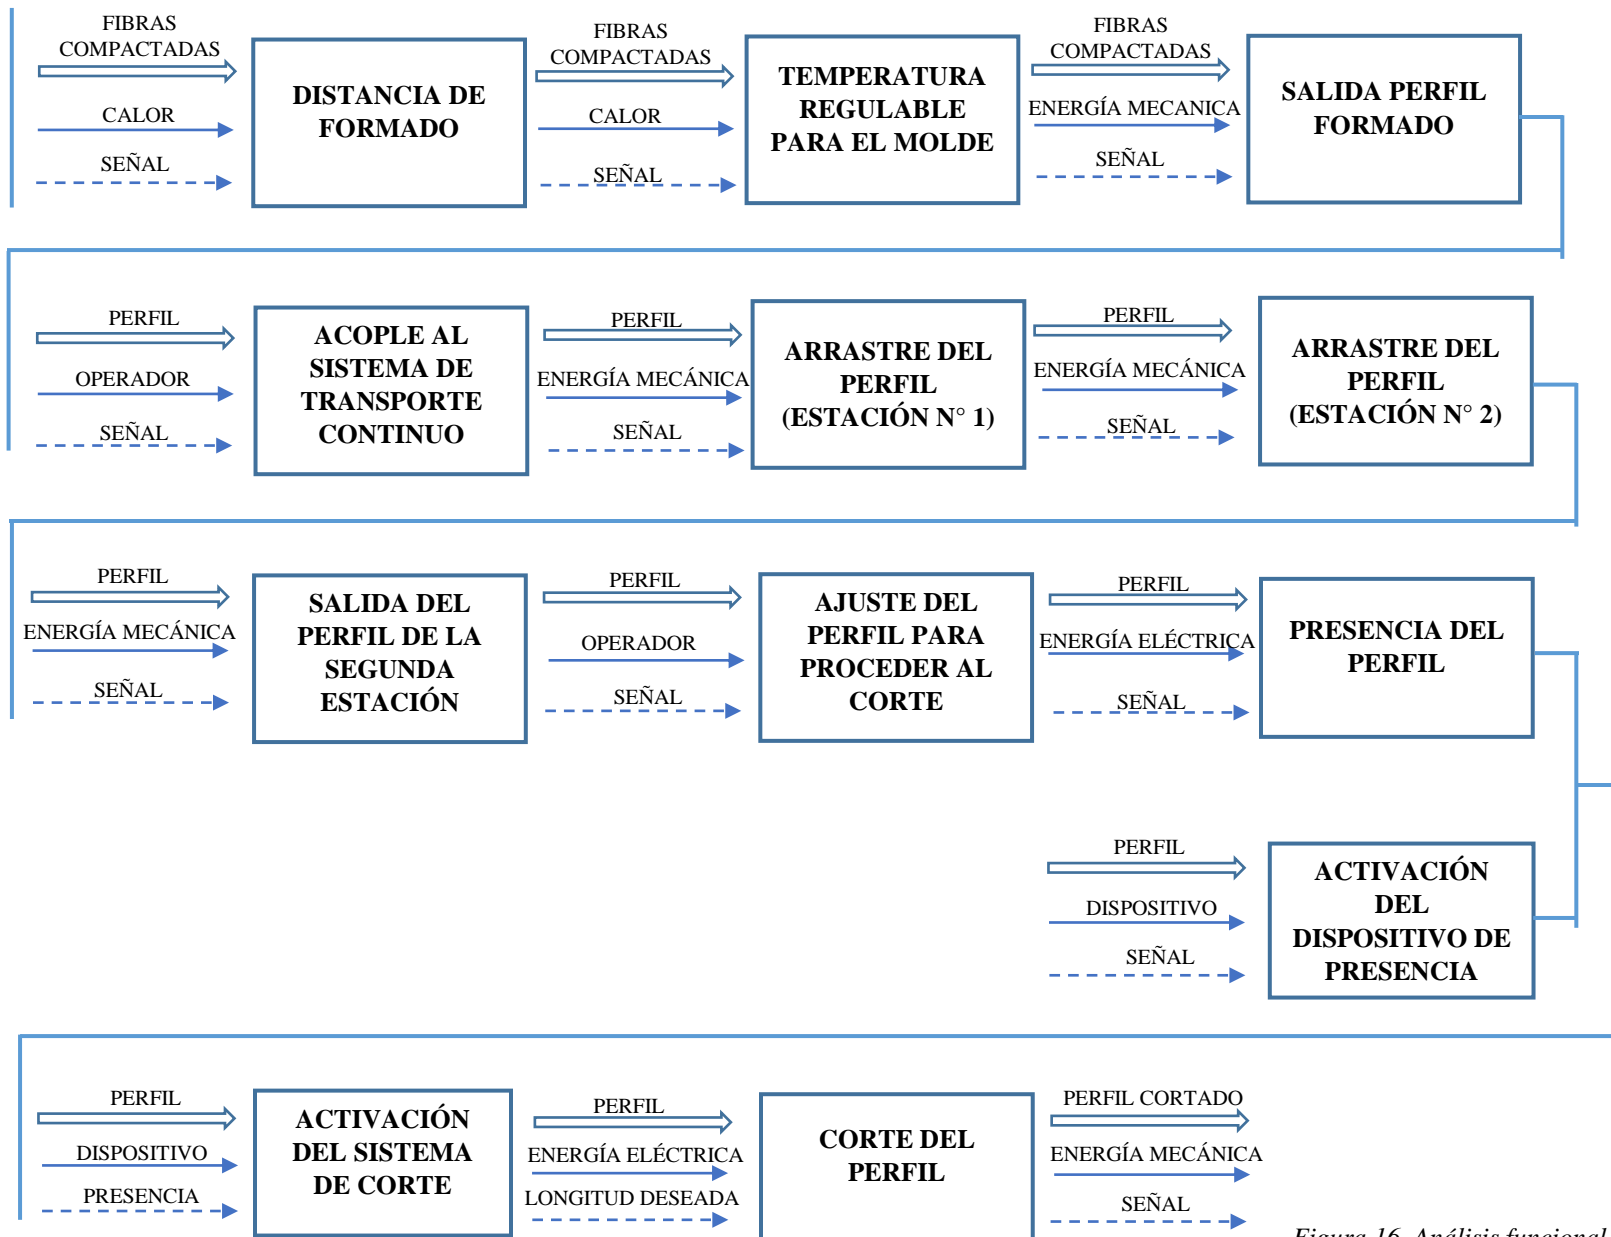 FIBRAS
COMPACTADAS
CALOR
SEÑAL
DISTANCIA DE
FORMADO
FIBRAS
COMPACTADAS
CALOR
SEÑAL
TEMPERATURA
REGULABLE
PARA EL MOLDE
FIBRAS
COMPACTADAS
ENERGÍA MECANICA
SEÑAL
SALIDA PERFIL
FORMADO
PERFIL
OPERADOR
SEÑAL
ACOPLE AL
SISTEMA DE
TRANSPORTE
CONTINUO
PERFIL
ENERGÍA MECÁNICA
SEÑAL
ARRASTRE DEL
PERFIL
(ESTACIÓN N° 1)
PERFIL
ENERGÍA MECÁNICA
SEÑAL
ARRASTRE DEL
PERFIL
(ESTACIÓN N° 2)
PERFIL
ENERGÍA MECÁNICA
SEÑAL
SALIDA DEL
PERFIL DE LA
SEGUNDA
ESTACIÓN
PERFIL
OPERADOR
SEÑAL
AJUSTE DEL
PERFIL PARA
PROCEDER AL
CORTE
PERFIL
ENERGÍA ELÉCTRICA
SEÑAL
PRESENCIA DEL
PERFIL
PERFIL
DISPOSITIVO
SEÑAL
ACTIVACIÓN
DEL
DISPOSITIVO DE
PRESENCIA
PERFIL
DISPOSITIVO
PRESENCIA
ACTIVACIÓN
DEL SISTEMA
DE CORTE
PERFIL
ENERGÍA ELÉCTRICA
LONGITUD DESEADA
CORTE DEL
PERFIL
PERFIL CORTADO
ENERGÍA MECÁNICA
SEÑAL
Figura 16. Análisis funcional